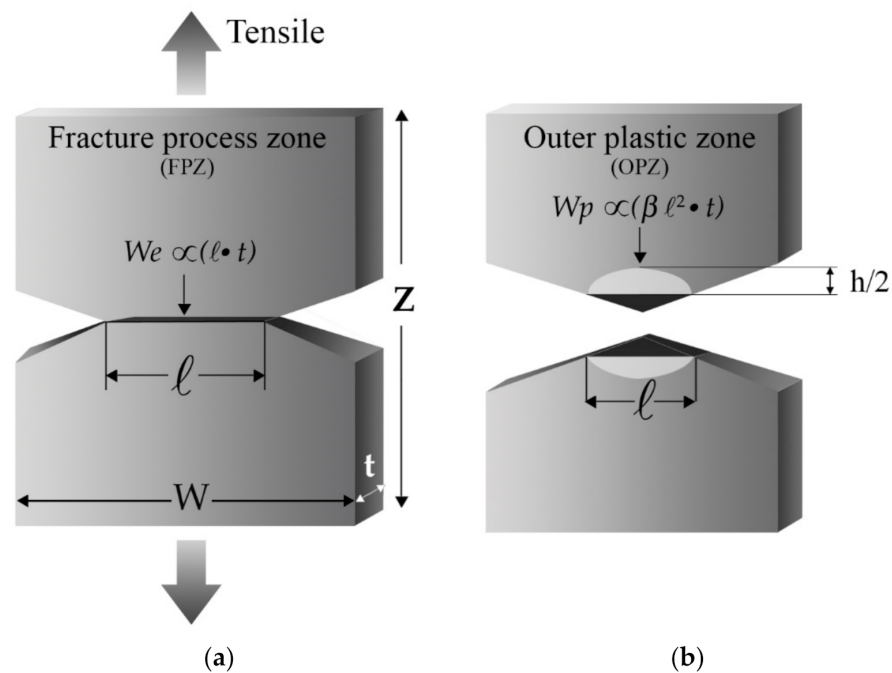 Tensile
Fracture process zone
(FPZ)
We ∝(ℓ• t)
ℓ
W
t
Z
(a)
Outer plastic zone
(OPZ)
Wp ∝(β ℓ²• t)
h/2
ℓ
(b)